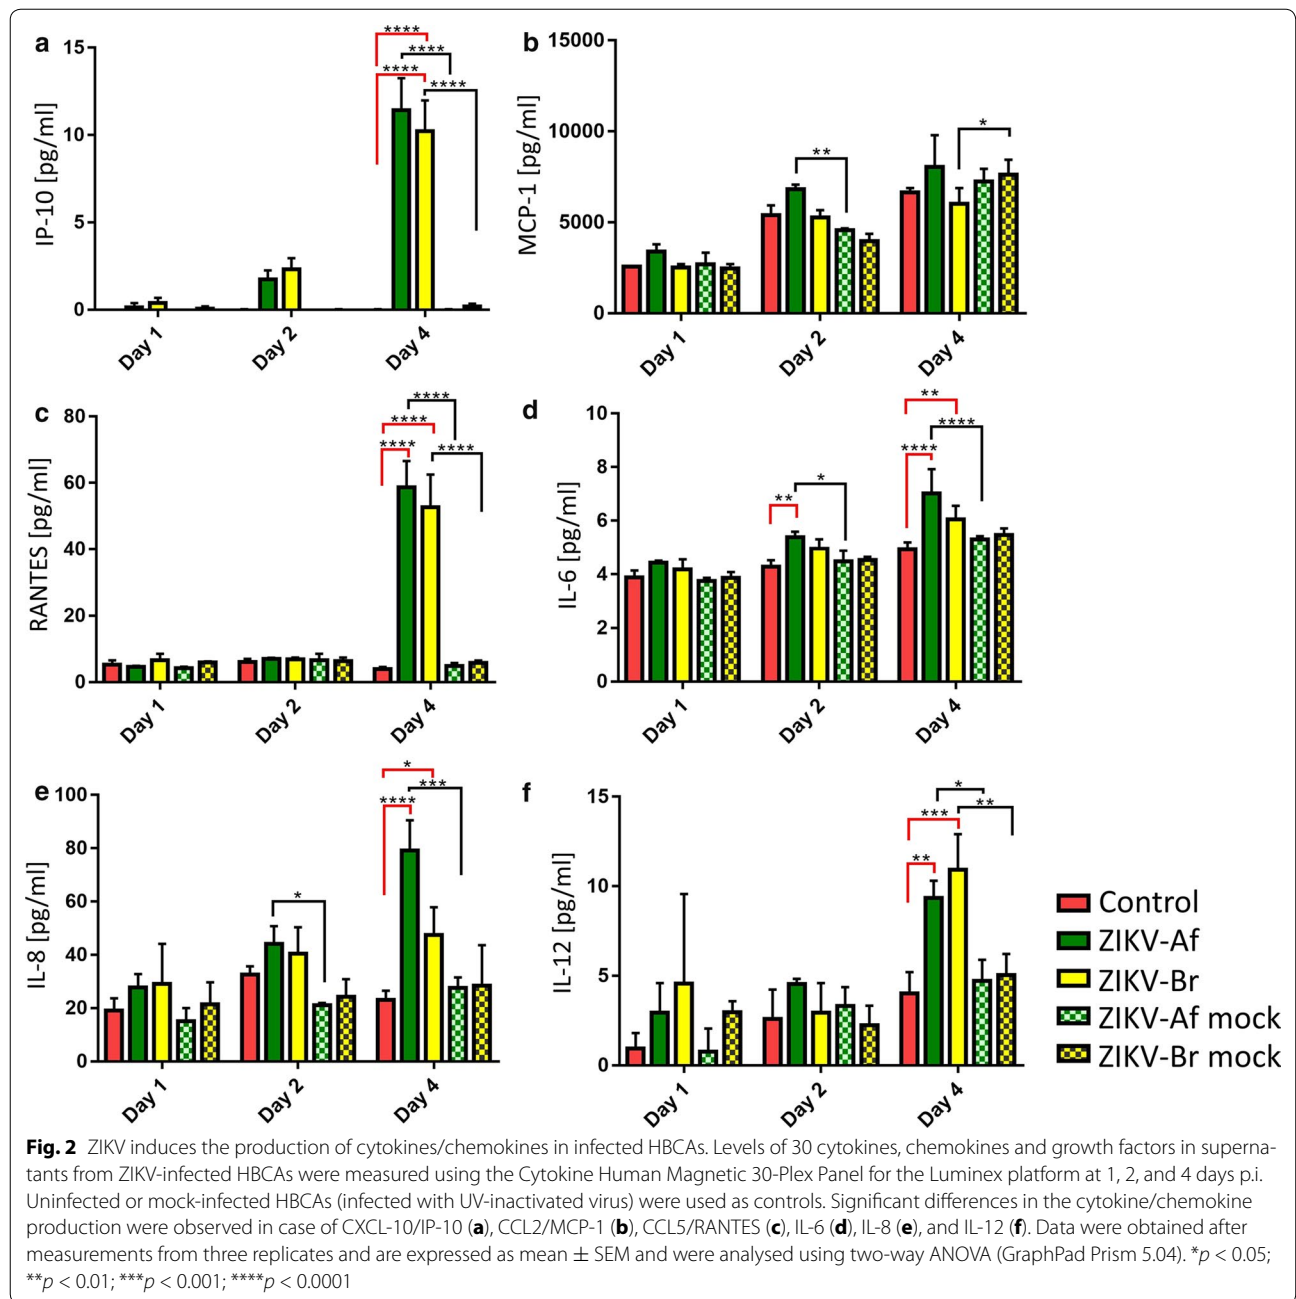 a
IP-10 [pg/ml]
15
10
5
0
****
****
****
****
Day 1
Day 2
Day 4
b
MCP-1 [pg/ml]
15000
10000
5000
0
**
*
Day 1
Day 2
Day 4
c
RANTES [pg/ml]
80
60
40
20
0
****
****
****
****
Day 1
Day 2
Day 4
d
IL-6 [pg/ml]
10
8
6
4
2
0
**
*
**
****
****
Day 1
Day 2
Day 4
e
IL-8 [pg/ml]
100
80
60
40
20
0
*
*
***
****
Day 1
Day 2
Day 4
f
IL-12 [pg/ml]
15
10
5
0
*
**
***
**
Day 1
Day 2
Day 4
Control
ZIKV-Af
ZIKV-Br
ZIKV-Af mock
ZIKV-Br mock
Fig. 2 ZIKV induces the production of cytokines/chemokines in infected HBCAs. Levels of 30 cytokines, chemokines and growth factors in superna-
tants from ZIKV-infected HBCAs were measured using the Cytokine Human Magnetic 30-Plex Panel for the Luminex platform at 1, 2, and 4 days p.i.
Uninfected or mock-infected HBCAs (infected with UV-inactivated virus) were used as controls. Significant differences in the cytokine/chemokine
production were observed in case of CXCL-10/IP-10 (a), CCL2/MCP-1 (b), CCL5/RANTES (c), IL-6 (d), IL-8 (e), and IL-12 (f). Data were obtained after
measurements from three replicates and are expressed as mean ± SEM and were analysed using two-way ANOVA (GraphPad Prism 5.04). *p < 0.05;
**p < 0.01; ***p < 0.001; ****p < 0.0001